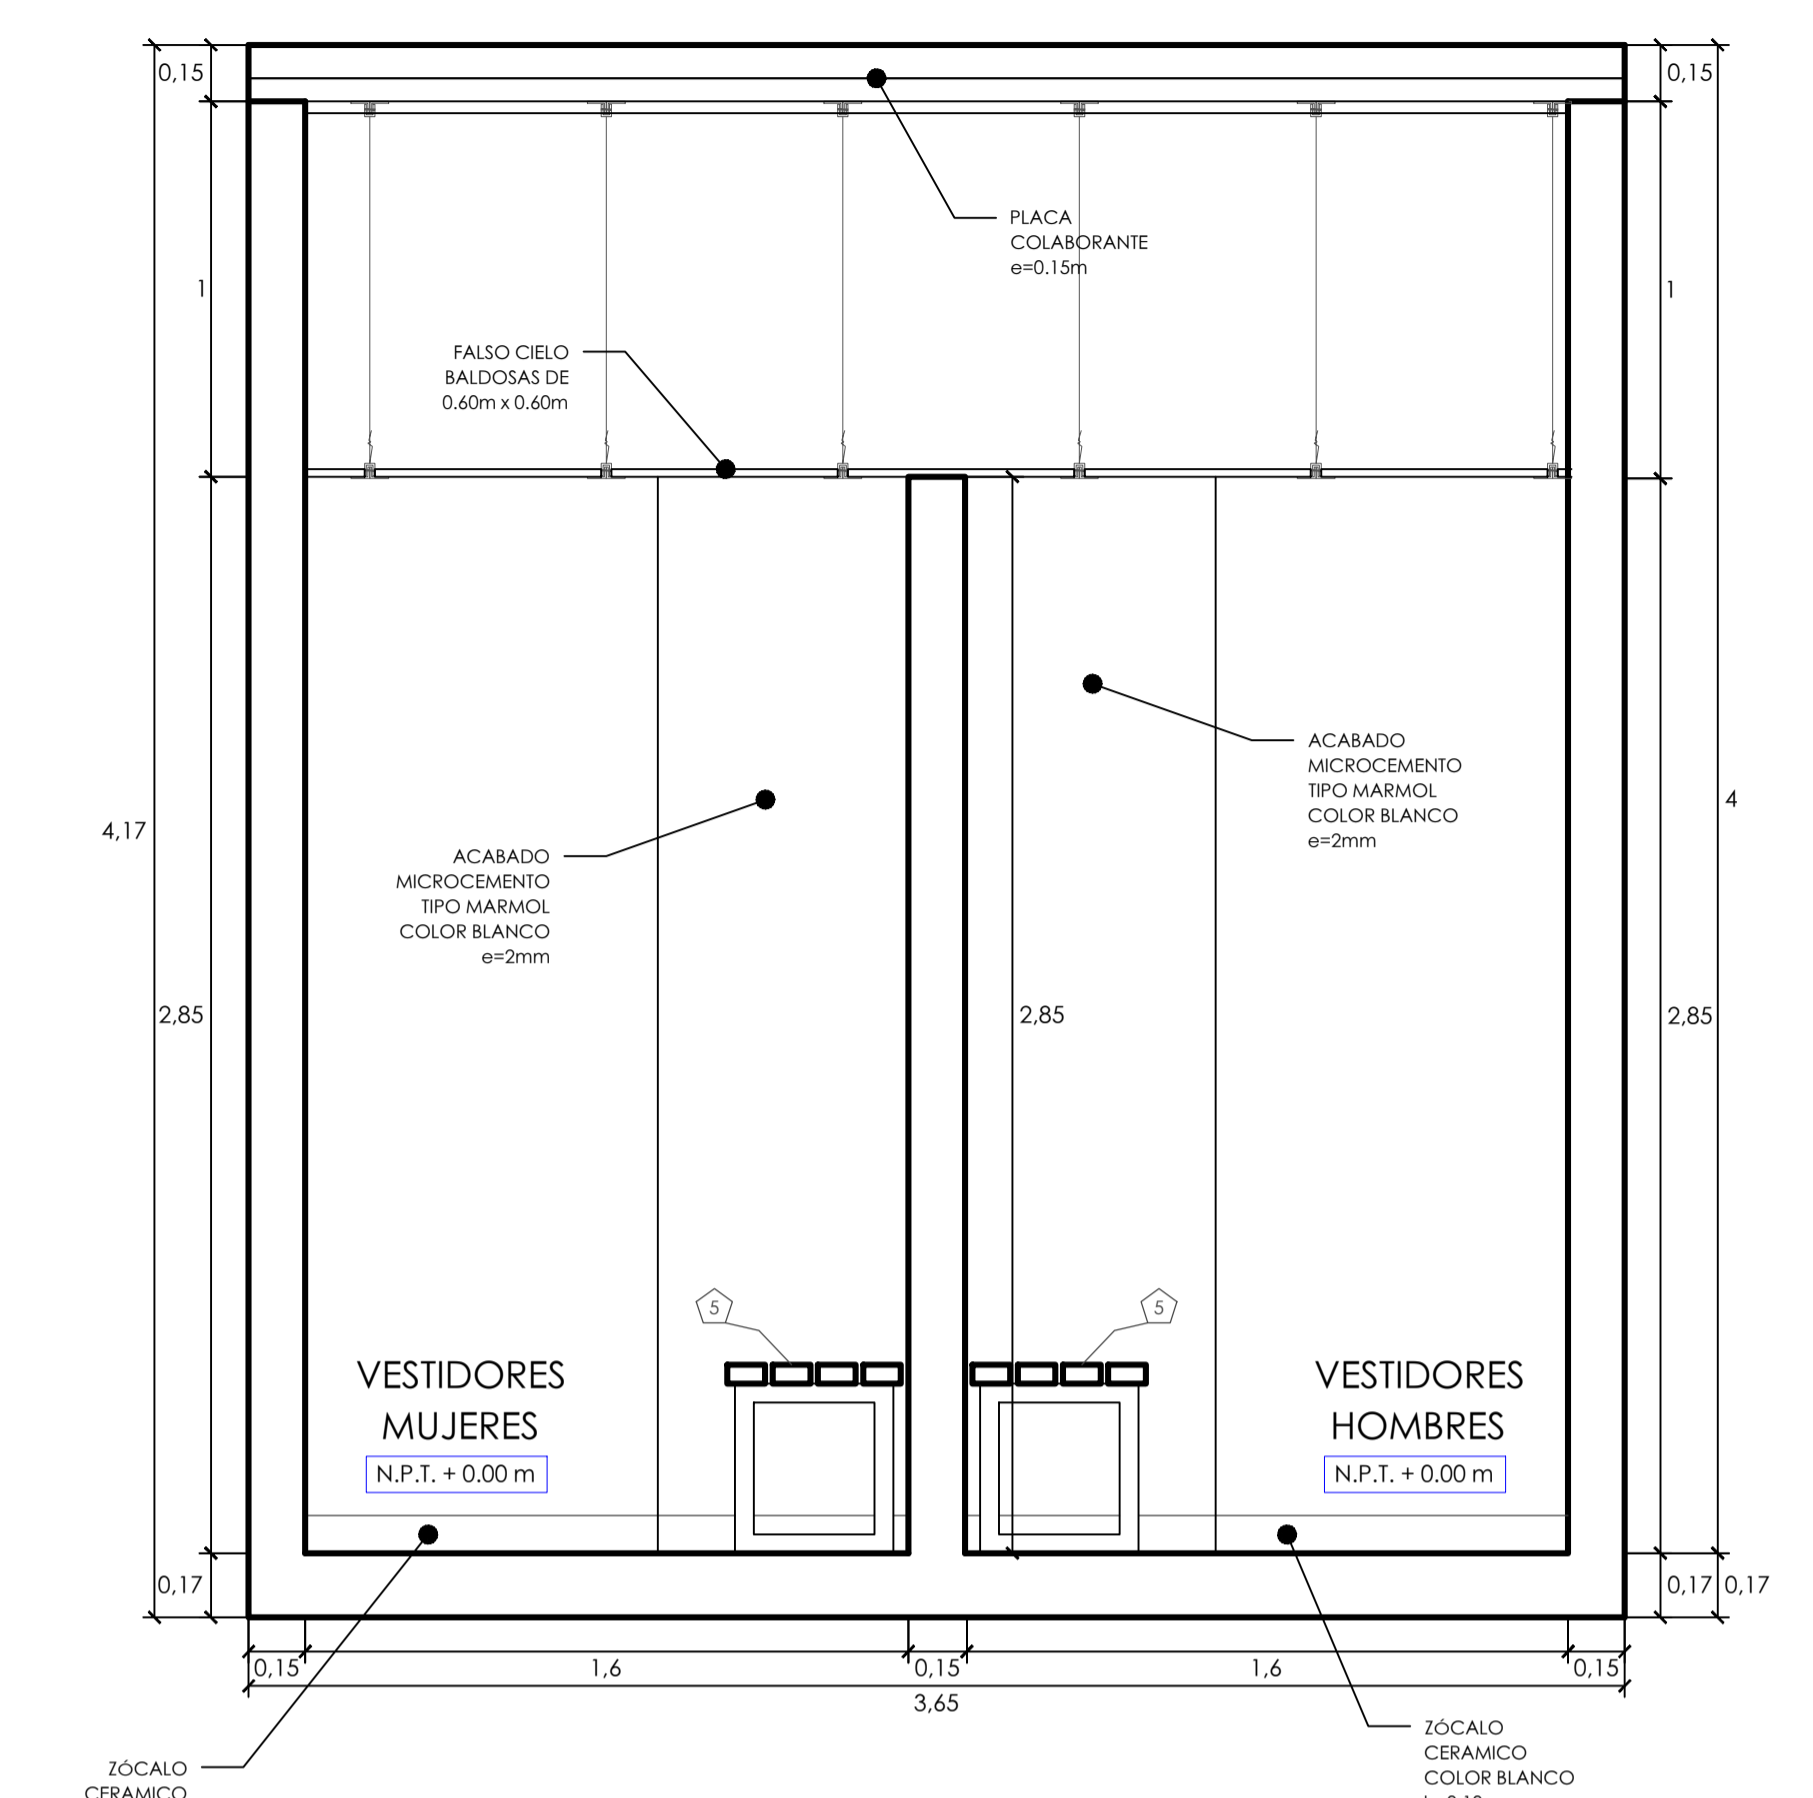 0,15
0,15
PLACA
COLABORANTE
e=0.15m
1
1
FALSO CIELO
BALDOSAS DE
0.60m x 0.60m
ACABADO
MICROCEMENTO
TIPO MARMOL
COLOR BLANCO
e=2mm
4
4,17
ACABADO
MICROCEMENTO
TIPO MARMOL
COLOR BLANCO
e=2mm
2,85
2,85
2,85
5
5
VESTIDORES
MUJERES
N.P.T. + 0.00 m
VESTIDORES
HOMBRES
N.P.T. + 0.00 m
0,17
0,17
0,17
0,15
1,6
0,15
1,6
0,15
3,65
ZÓCALO
CERAMICO
COLOR BLANCO
ZÓCALO
CERAMICO